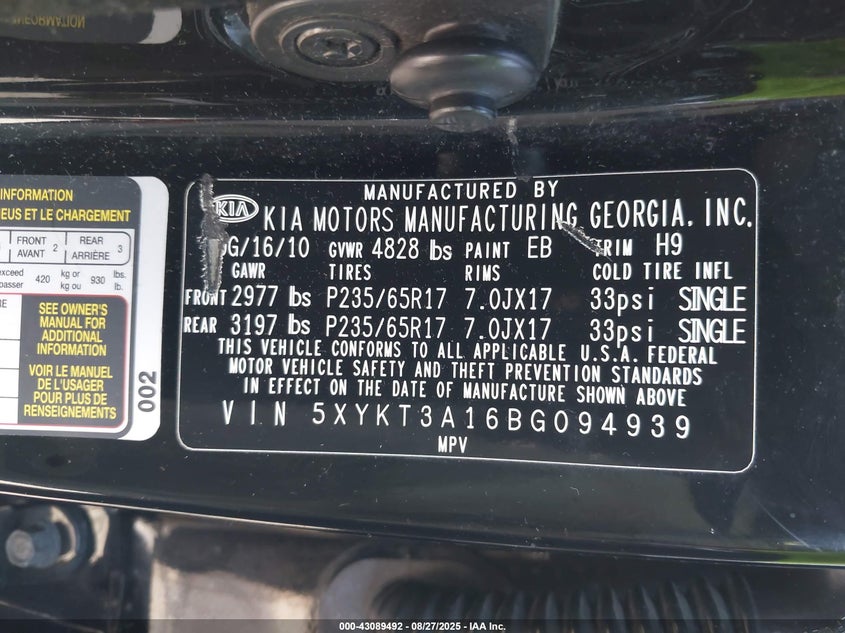 INFORMATION
EUS ET LE CHARGEMENT
FRONT AVANT 2 REAR ARRIÈRE 3
exceed passer 420 kg or kg ou 930 lbs. lb.
SEE OWNER'S
MANUAL FOR
ADDITIONAL
INFORMATION
VOIR LE MANUEL
DE L'USAGER
POUR PLUS DE
RENSEIGNEMENTS
002
MANUFACTURED BY
KIA KIA MOTORS MANUFACTURING GEORGIA, INC.
/16/10 GVWR 4828 lbs PAINT EB TRIM H9
GAWR TIRES RIMS COLD TIRE INFL
FRONT 2977 lbs P235/65R17 7.0JX17 33psi SINGLE
REAR 3197 lbs P235/65R17 7.0JX17 33psi SINGLE
THIS VEHICLE CONFORMS TO ALL APPLICABLE U.S.A. FEDERAL
MOTOR VEHICLE SAFETY AND THEFT PREVENTION STANDARDS
IN EFFECT ON THE DATE OF MANUFACTURE SHOWN ABOVE
VIN 5XYKT3A16BG094939
MPV
000-43089492 - 08/27/2025 - IAA Inc.